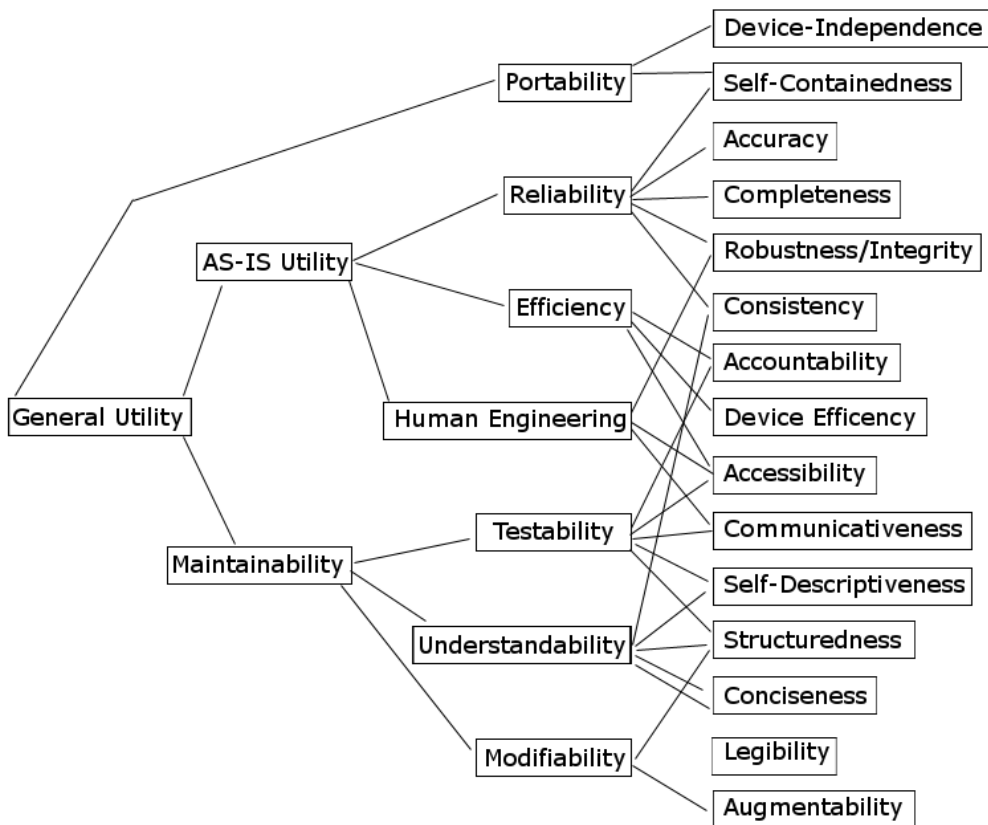 Device-Independence
Portability
Self-Containedness
Accuracy
Reliability
Completeness
Robustness/Integrity
AS-IS Utility
Efficiency
Consistency
Accountability
General Utility
Human Engineering
Device Efficency
Accessibility
Testability
Communicativeness
Maintainability
Self-Descriptiveness
Understandability
Structuredness
Conciseness
Modifiability
Legibility
Augmentability